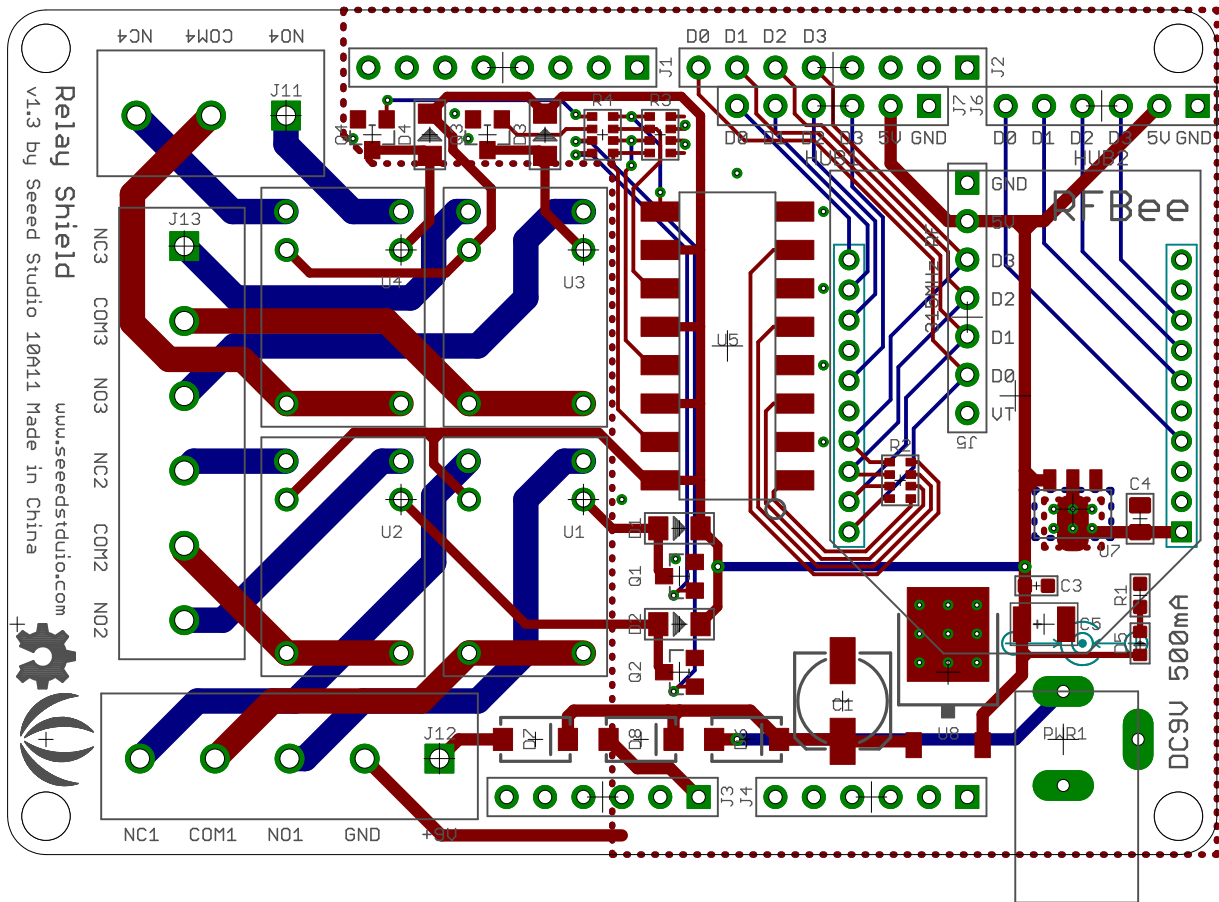 NC4 COM4 NO4
J11
Relay Shield
v1.3 by Seeed Studio 10A11 Made in China
www.seeedstduio.com
J13
NC3
COM3
NO3
NC2
COM2
NO2
J1
D0 D1 D2 D3
J2
J7
J6
D0 D1 D2 D3 5V GND
HUB1
D0 D1 D2 D3 5V GND
HUB2
Q4
D4
Q3
D3
R4
R3
U4
U3
U2
U1
U5
RFBee
GND
5V
D3
D2
D1
D0
VT
J5
R2
D1
Q1
D2
Q2
C4
U7
C3
R1
C5
D5
C1
U8
PWR1
DC9V 500mA
D7
D8
D6
J12
J3
J4
NC1 COM1 NO1 GND +9V